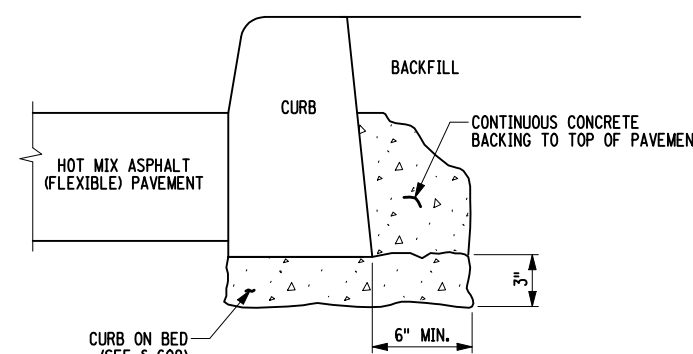 BACKFILL
CURB
CONTINUOUS CONCRETE
BACKING TO TOP OF
HOT MIX ASPHALT
(FLEXIBLE) PAVEMENT
3"
6" MIN.
CURB ON BED